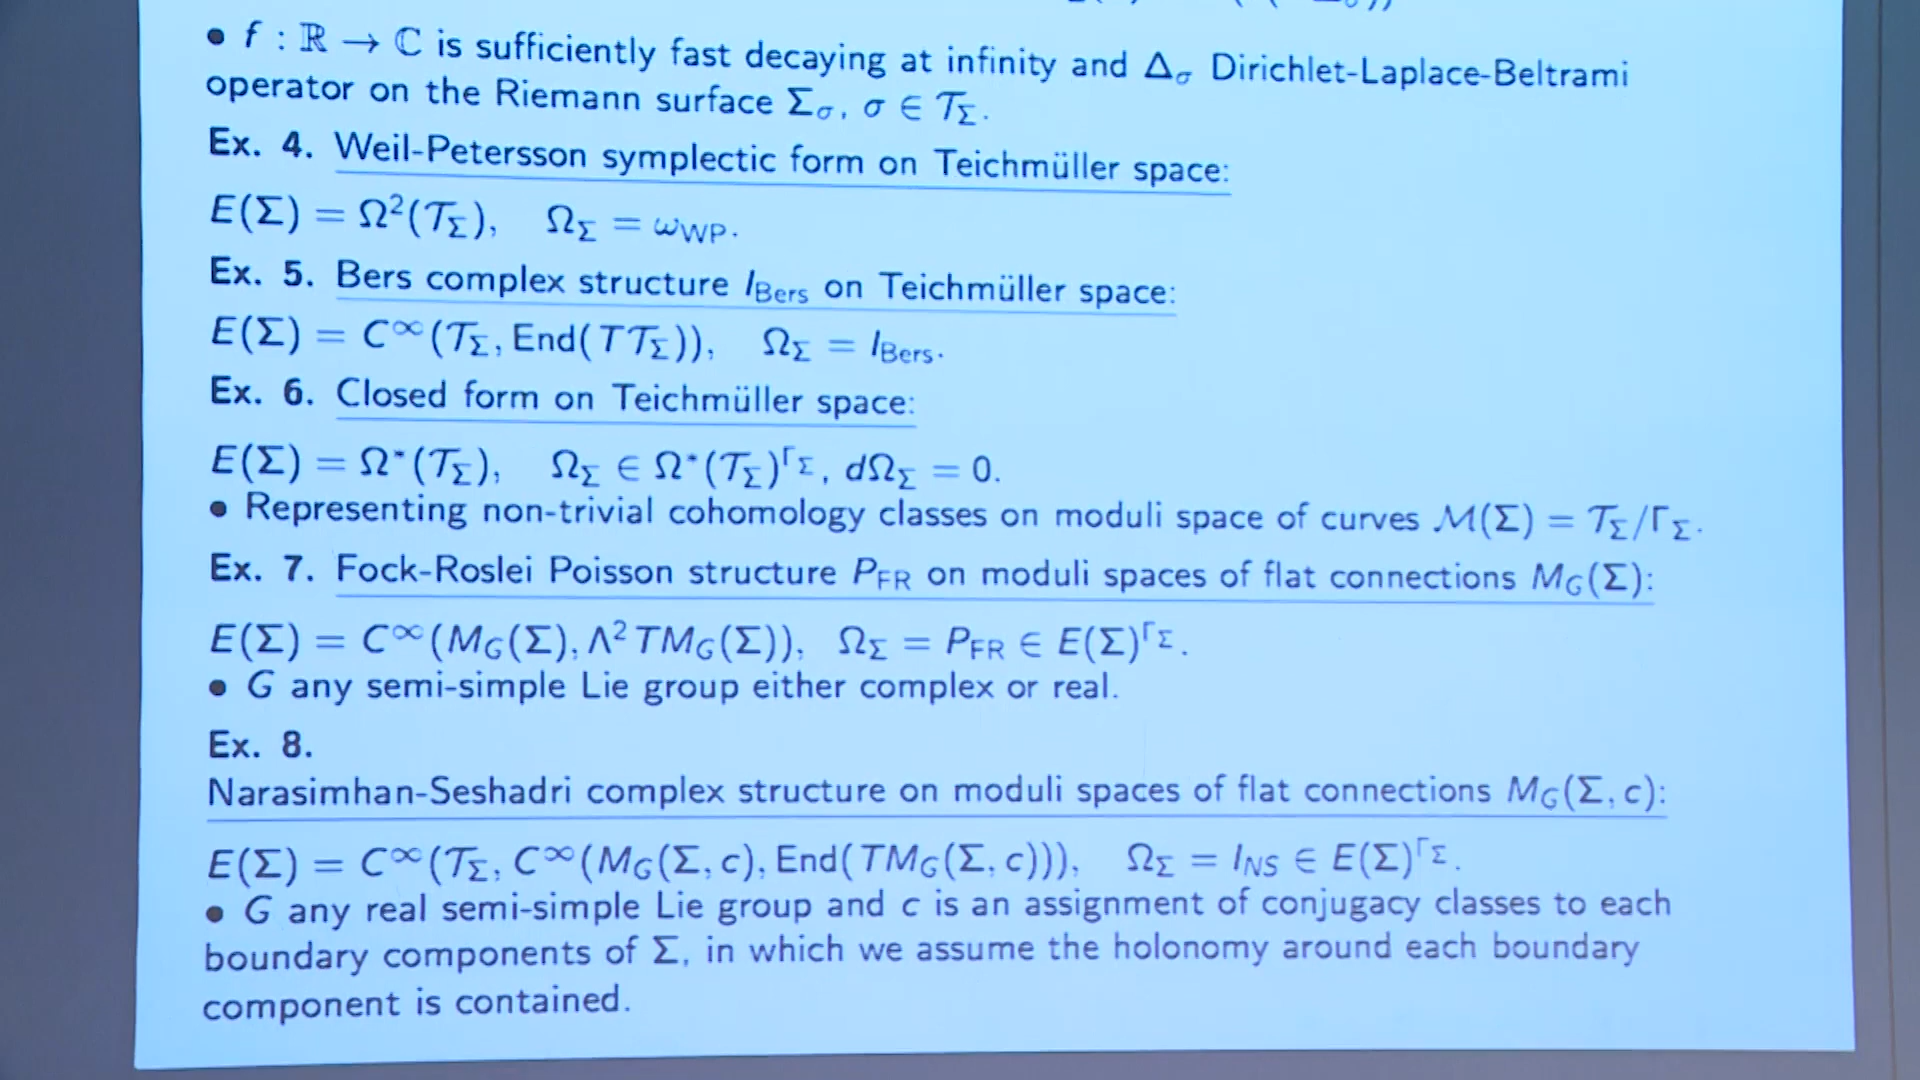 • f : ℝ → ℂ is sufficiently fast decaying at infinity and Δ_σ Dirichlet-Laplace-Beltrami
operator on the Riemann surface Σ_σ, σ ∈ 𝒯_Σ.
Ex. 4. Weil-Petersson symplectic form on Teichmüller space:
E(Σ) = Ω²(𝒯_Σ), Ω_Σ = ω_WP.
Ex. 5. Bers complex structure I_Bers on Teichmüller space:
E(Σ) = C^∞(𝒯_Σ, End(T𝒯_Σ)), Ω_Σ = I_Bers.
Ex. 6. Closed form on Teichmüller space:
E(Σ) = Ω*(𝒯_Σ), Ω_Σ ∈ Ω*(𝒯_Σ)^{Γ_Σ}, dΩ_Σ = 0.
• Representing non-trivial cohomology classes on moduli space of curves ℳ(Σ) = 𝒯_Σ/Γ_Σ.
Ex. 7. Fock-Roslei Poisson structure P_FR on moduli spaces of flat connections M_G(Σ):
E(Σ) = C^∞(M_G(Σ), Λ²TM_G(Σ)), Ω_Σ = P_FR ∈ E(Σ)^{Γ_Σ}.
• G any semi-simple Lie group either complex or real.
Ex. 8.
Narasimhan-Seshadri complex structure on moduli spaces of flat connections M_G(Σ, c):
E(Σ) = C^∞(𝒯_Σ, C^∞(M_G(Σ, c), End(TM_G(Σ, c))), Ω_Σ = I_NS ∈ E(Σ)^{Γ_Σ}.
• G any real semi-simple Lie group and c is an assignment of conjugacy classes to each
boundary components of Σ, in which we assume the holonomy around each boundary
component is contained.